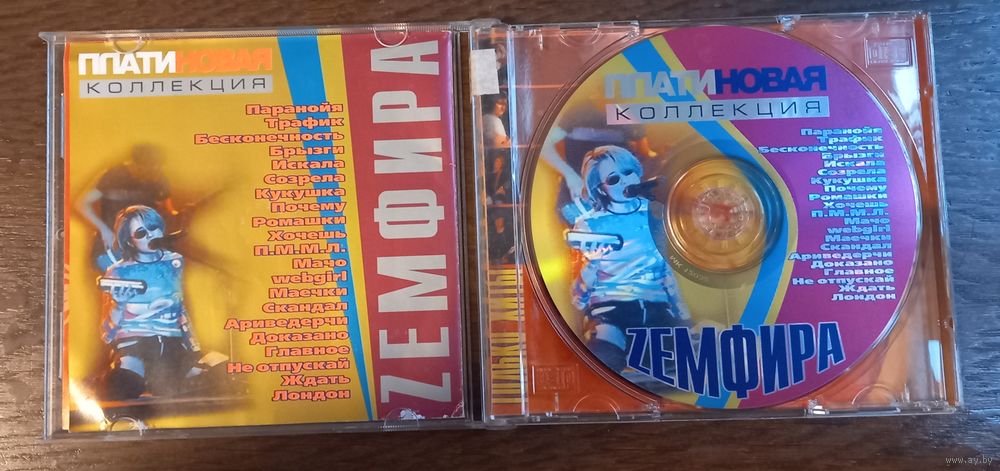 ПЛАТИНОВАЯ
КОЛЛЕКЦИЯ
Паранойя
Трафик
Бесконечность
Брызги
Искала
Созрела
Кукушка
Почему
Ромашки
Хочешь
П.М.М.Л.
Мачо
webgirl
Маечки
Скандал
Ариведерчи
Доказано
Главное
Не отпускай
Ждать
Лондон
ZЕМФИРА
ПЛАТИНОВАЯ
КОЛЛЕКЦИЯ
Паранойя
Трафик
Бесконечность
Брызги
Искала
Созрела
Кукушка
Почему
Ромашки
Хочешь
П.М.М.Л.
Мачо
webgirl
Маечки
Скандал
Ариведерчи
Доказано
Главное
Не отпускай
Ждать
Лондон
ZЕМФИРА
www.ay.by